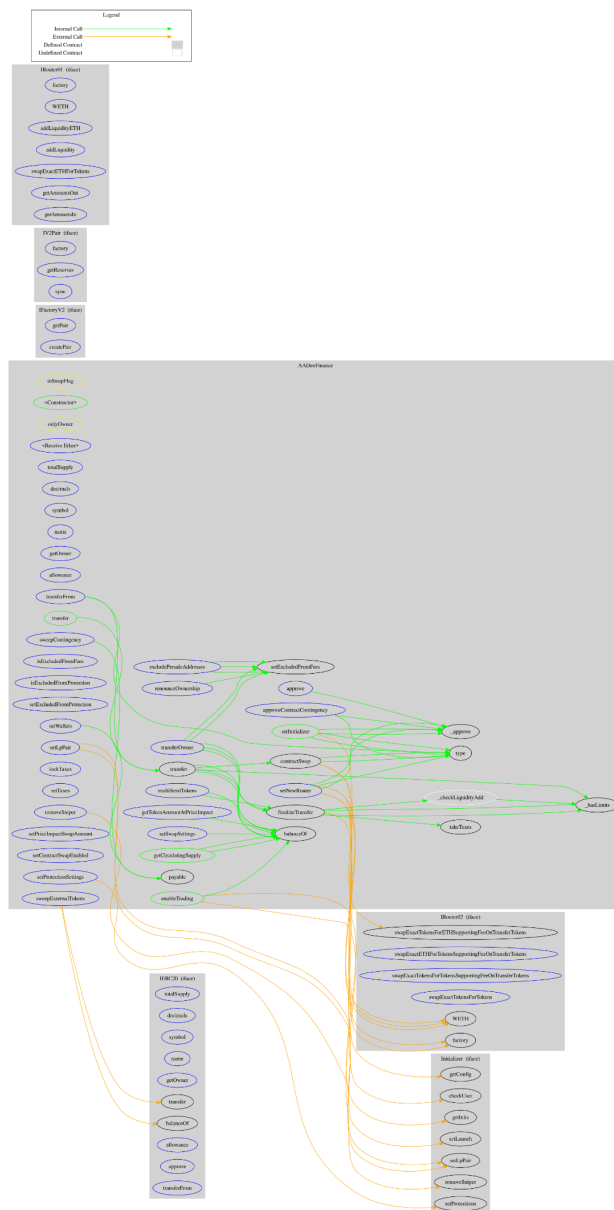 Legend
Internal Call
External Call
Defined Contract
Undefined Contract
IRouter01 (iface)
factory
WETH
addLiquidityETH
addLiquidity
swapExactETHForTokens
getAmountsOut
getAmountsIn
IV2Pair (iface)
factory
getReserves
sync
IFactoryV2 (iface)
getPair
createPair
AADexFinance
inSwapFlag
<Constructor>
onlyOwner
<Receive Ether>
totalSupply
decimals
symbol
name
getOwner
allowance
transferFrom
transfer
sweepContingency
isExcludedFromFees
isExcludedFromProtection
setExcludedFromProtection
setWallets
setLpPair
lockTaxes
setTaxes
removeSniper
setPriceImpactSwapAmount
setContractSwapEnabled
setProtectionSettings
sweepExternalTokens
excludePresaleAddresses
renounceOwnership
transferOwner
_transfer
multiSendTokens
getTokenAmountAtPriceImpact
setSwapSettings
getCirculatingSupply
payable
enableTrading
setExcludedFromFees
approve
approveContractContingency
setInitializer
contractSwap
setNewRouter
finalizeTransfer
balanceOf
_approve
type
_checkLiquidityAdd
takeTaxes
_hasLimits
IRouter02 (iface)
swapExactTokensForETHSupportingFeeOnTransferTokens
swapExactETHForTokensSupportingFeeOnTransferTokens
swapExactTokensForTokensSupportingFeeOnTransferTokens
swapExactTokensForTokens
WETH
factory
IERC20 (iface)
totalSupply
decimals
symbol
name
getOwner
transfer
balanceOf
allowance
approve
transferFrom
Initializer (iface)
getConfig
checkUser
getInits
setLaunch
setLpPair
removeSniper
setProtections